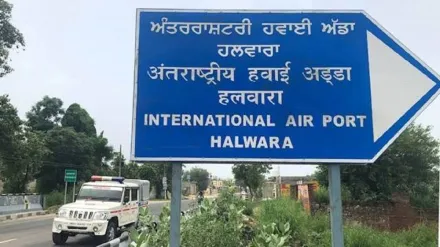 ਅੰਤਰਰਾਸ਼ਟਰੀ ਹਵਾਈ ਅੱਡਾ
ਹਲਵਾਰਾ
अंतराष्ट्रीय हवाई अड्डा
हलवारा
INTERNATIONAL AIR PORT
HALWARA